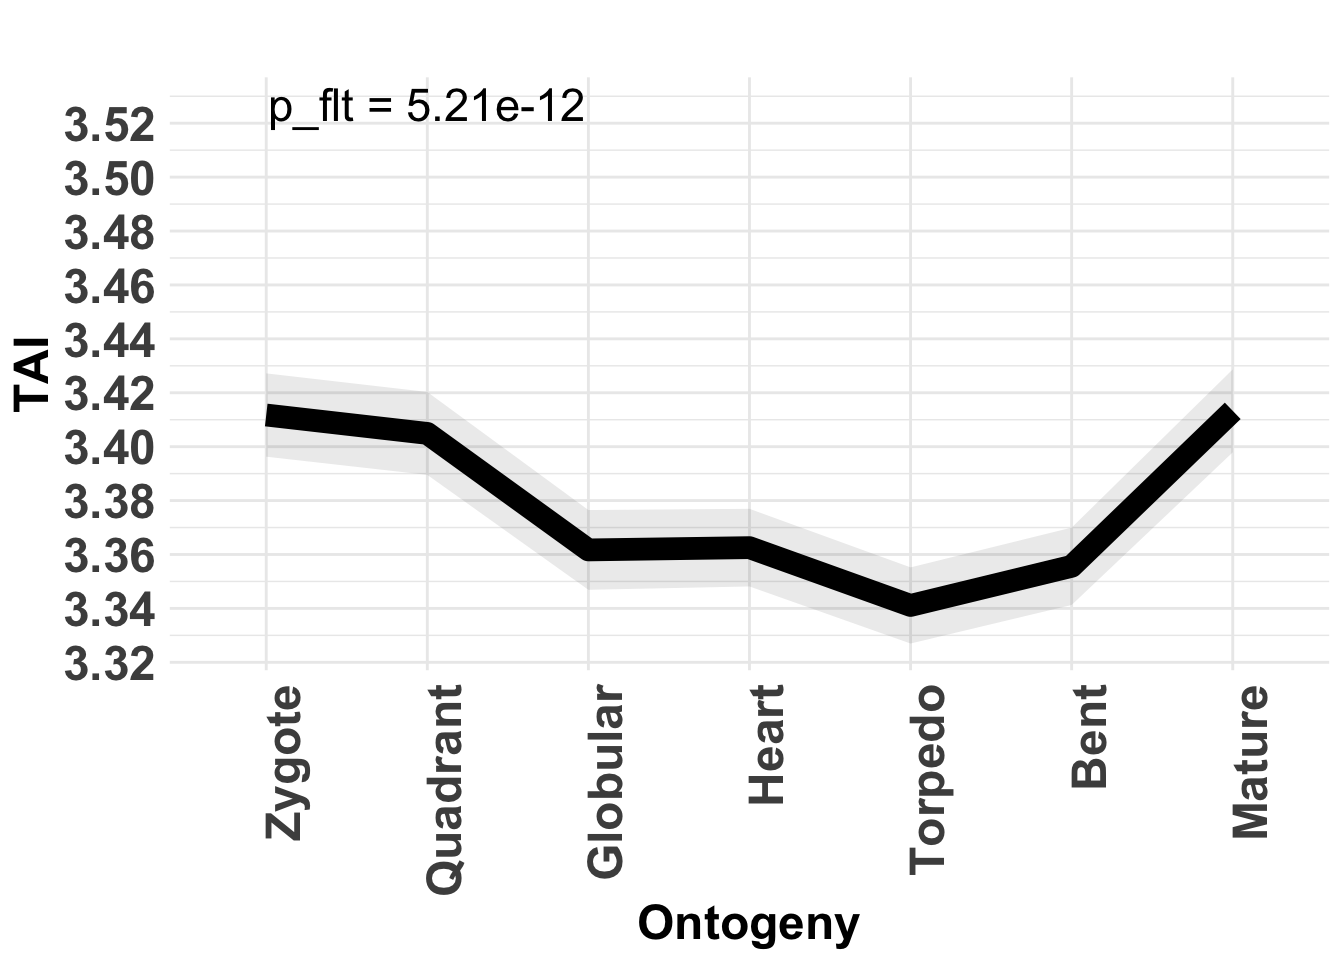 p_flt = 5.21e-12
TAI
3.52
3.50
3.48
3.46
3.44
3.42
3.40
3.38
3.36
3.34
3.32
Zygote
Quadrant
Globular
Heart
Torpedo
Bent
Mature
Ontogeny